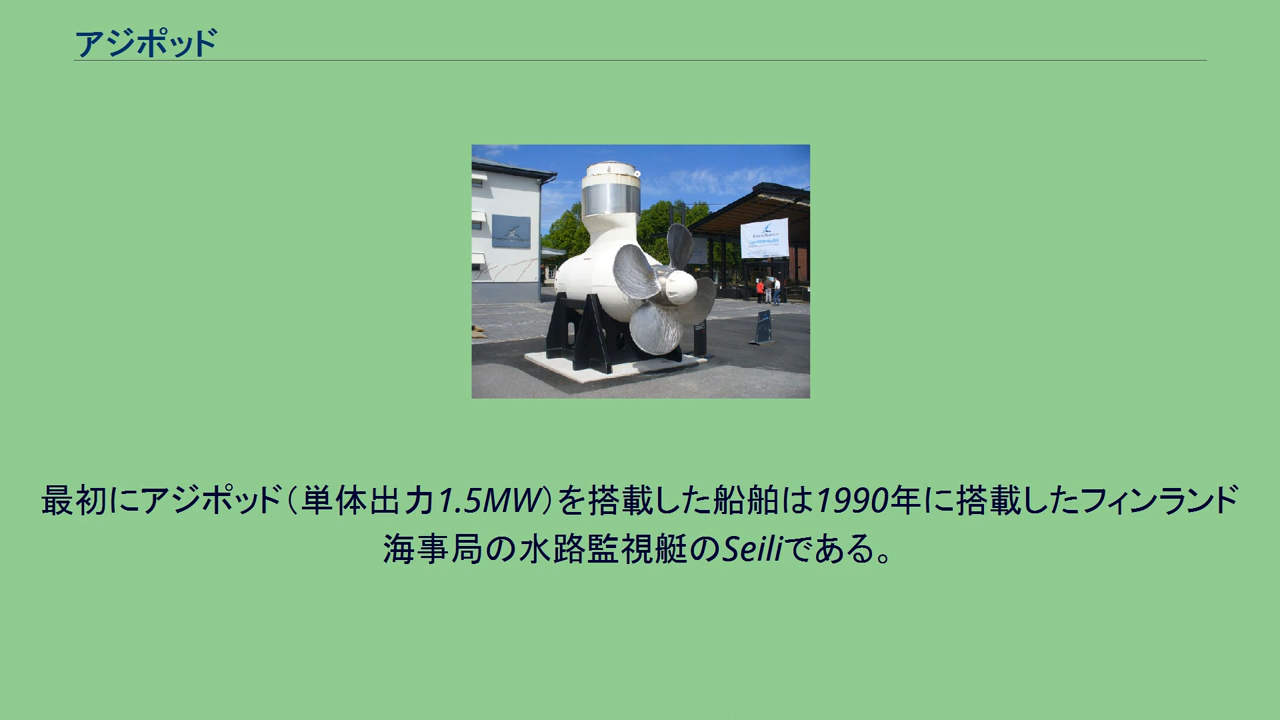 アジポッド
最初にアジポッド（単体出力1.5MW）を搭載した船舶は1990年に搭載したフィンランド
海事局の水路監視艇のSeiliである。